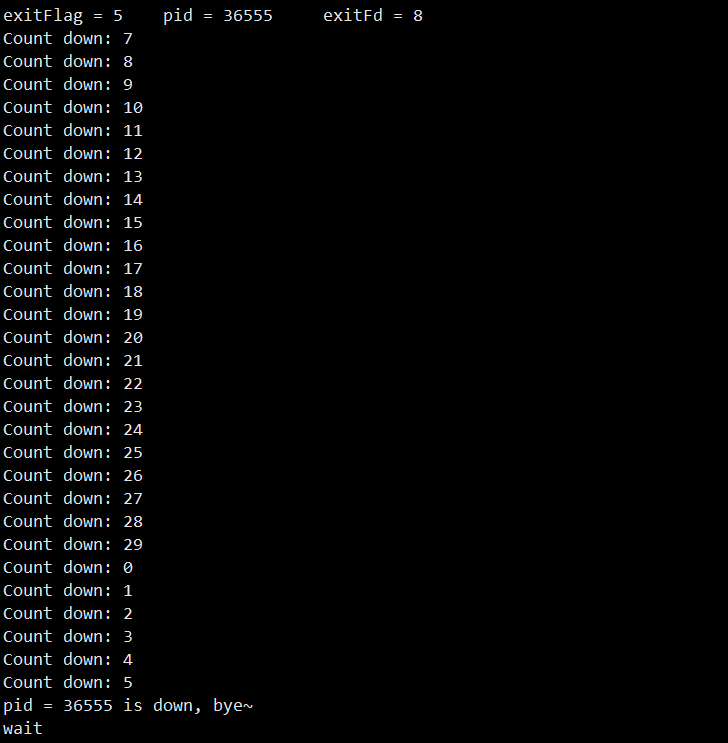 exitFlag = 5    pid = 36555     exitFd = 8
Count down: 7
Count down: 8
Count down: 9
Count down: 10
Count down: 11
Count down: 12
Count down: 13
Count down: 14
Count down: 15
Count down: 16
Count down: 17
Count down: 18
Count down: 19
Count down: 20
Count down: 21
Count down: 22
Count down: 23
Count down: 24
Count down: 25
Count down: 26
Count down: 27
Count down: 28
Count down: 29
Count down: 0
Count down: 1
Count down: 2
Count down: 3
Count down: 4
Count down: 5
pid = 36555 is down, bye~
wait